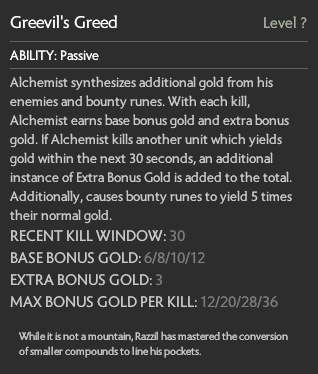 Greevil's Greed Level ?
ABILITY: Passive
Alchemist synthesizes additional gold from his
enemies and bounty runes. With each kill,
Alchemist earns base bonus gold and extra bonus
gold. If Alchemist kills another unit which yields
gold within the next 30 seconds, an additional
instance of Extra Bonus Gold is added to the total.
Additionally, causes bounty runes to yield 5 times
their normal gold.
RECENT KILL WINDOW: 30
BASE BONUS GOLD: 6/8/10/12
EXTRA BONUS GOLD: 3
MAX BONUS GOLD PER KILL: 12/20/28/36
While it is not a mountain, Razzil has mastered the conversion
of smaller compounds to line his pockets.